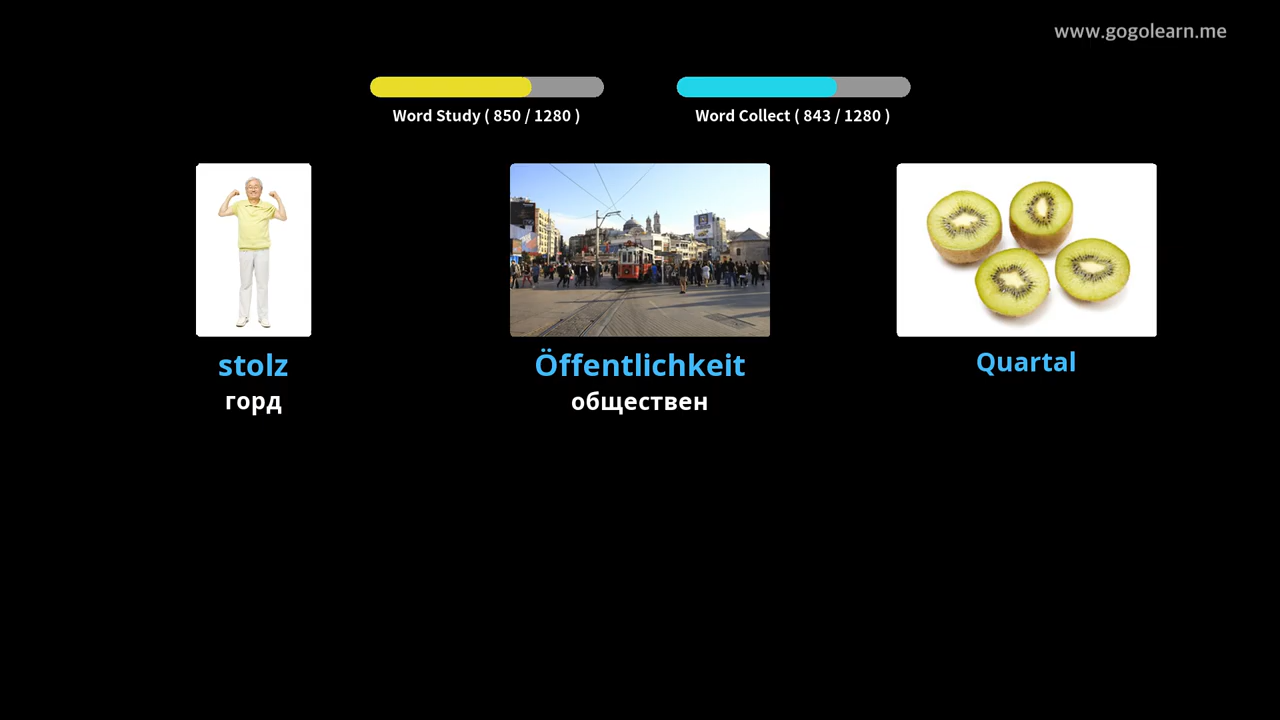 www.gogolearn.me
Word Study ( 850 / 1280 )
Word Collect ( 843 / 1280 )
stolz
горд
Öffentlichkeit
обществен
Quartal